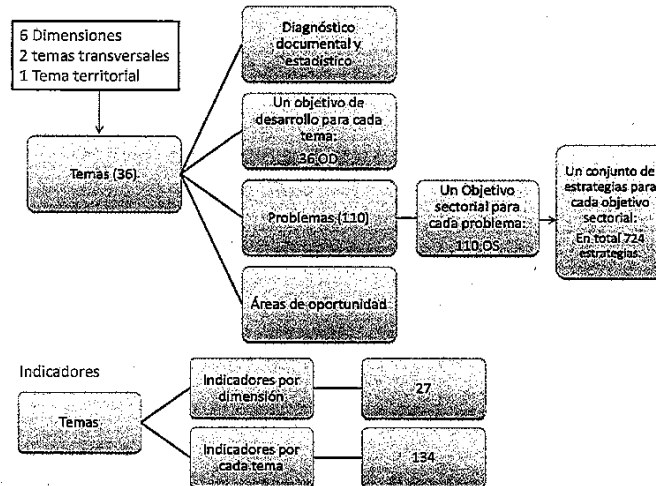 6 Dimensiones
2 temas transversales
1 Tema territorial
Temas (36).
Diagnóstico
documental y
estadístico
Un objetivo de
desarrollo para cada
tema:
36 OD
Problemas (110)
Áreas de oportunidad
Un Objetivo
sectorial para
cada problema:
110 OS
Un conjunto de
estrategias para
cada objetivo
sectorial:
En total 724
estrategias.
Indicadores
Temas
Indicadores por
dimensión
27
Indicadores por
cada tema
134